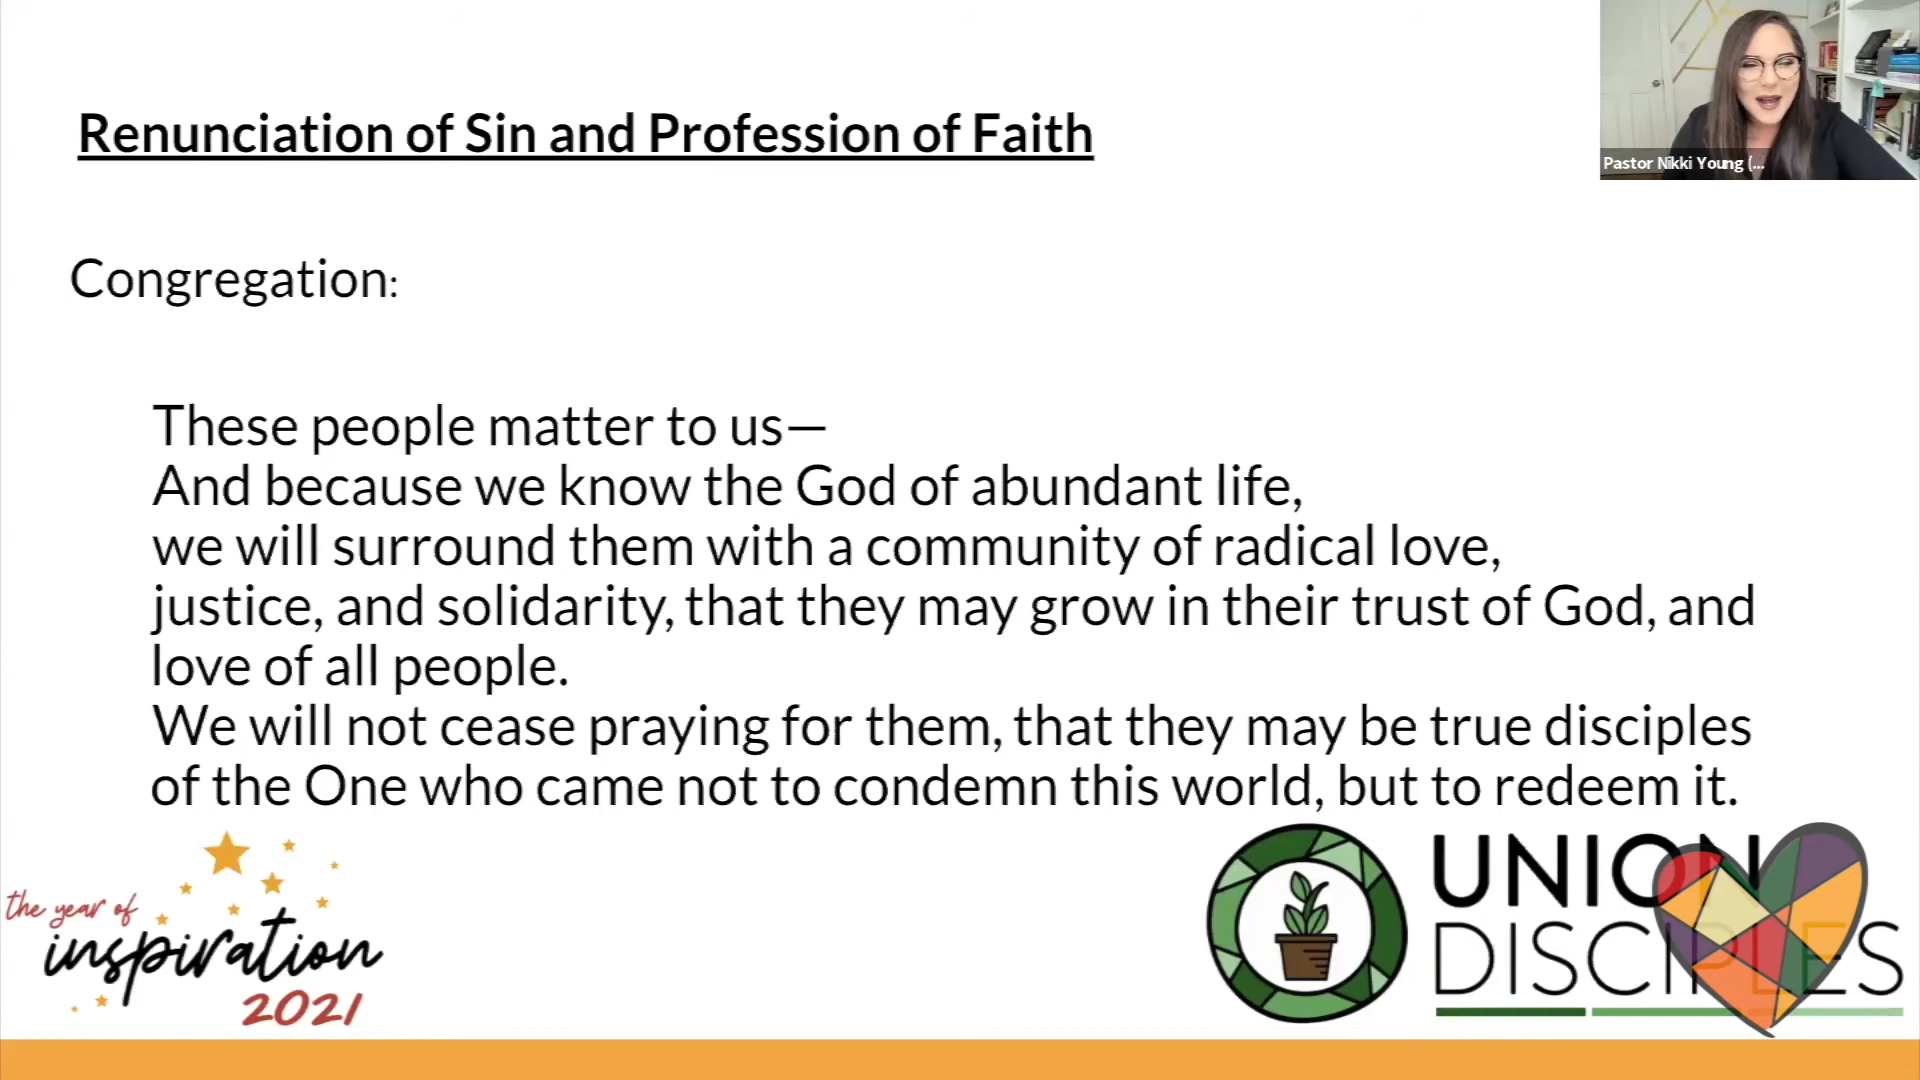 Renunciation of Sin and Profession of Faith
Pastor Nikki Young (...
Congregation:
These people matter to us—
And because we know the God of abundant life,
we will surround them with a community of radical love,
justice, and solidarity, that they may grow in their trust of God, and
love of all people.
We will not cease praying for them, that they may be true disciples
of the One who came not to condemn this world, but to redeem it.
the year of
inspiration
2021
UNION
DISCIPLES